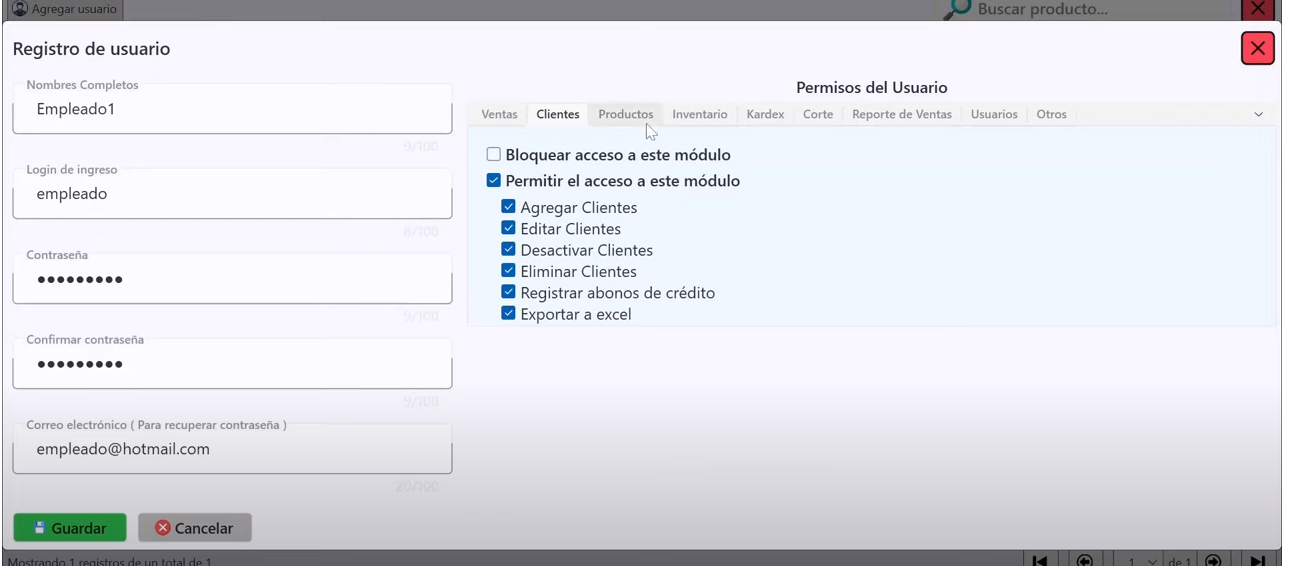 Agregar usuario
Buscar producto...
Registro de usuario
Nombres Completos
Empleado1
9/100
Login de ingreso
empleado
8/100
Contraseña
●●●●●●●●●
9/100
Confirmar contraseña
●●●●●●●●●
9/100
Correo electrónico ( Para recuperar contraseña )
empleado@hotmail.com
20/100
Guardar
Cancelar
Permisos del Usuario
Ventas Clientes Productos Inventario Kardex Corte Reporte de Ventas Usuarios Otros
Bloquear acceso a este módulo
Permitir el acceso a este módulo
Agregar Clientes
Editar Clientes
Desactivar Clientes
Eliminar Clientes
Registrar abonos de crédito
Exportar a excel
Mostrando 1 registros de un total de 1
1 de 1